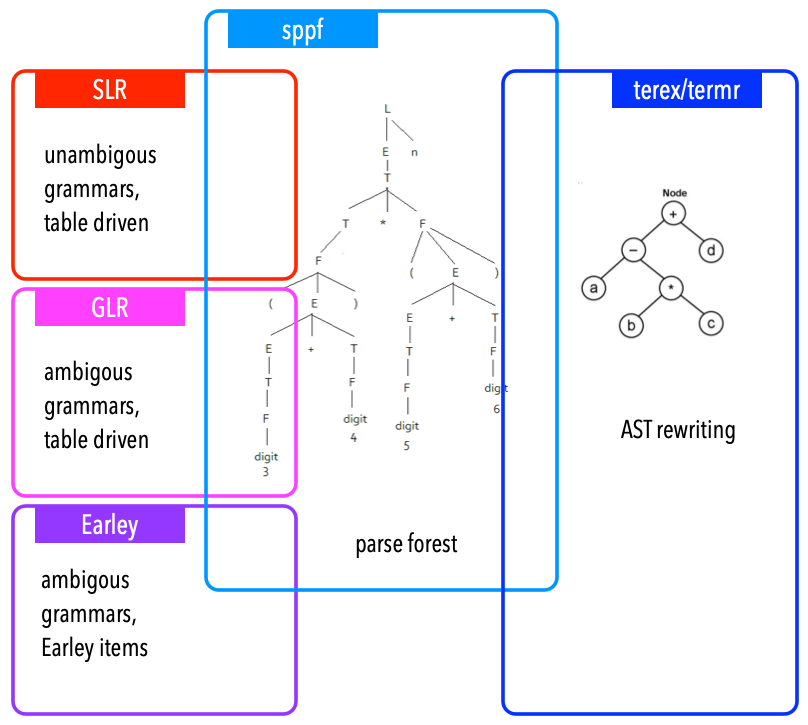 sppf
SLR
unambigous
grammars,
table driven
GLR
ambigous
grammars,
table driven
Earley
ambigous
grammars,
Earley items
L
E n
T
T * F
F ( E )
( E ) E + T
E + T T F
T F F digit
F digit digit 6
digit 4 5
3
parse forest
terex/termr
Node
+
− d
a *
b c
AST rewriting